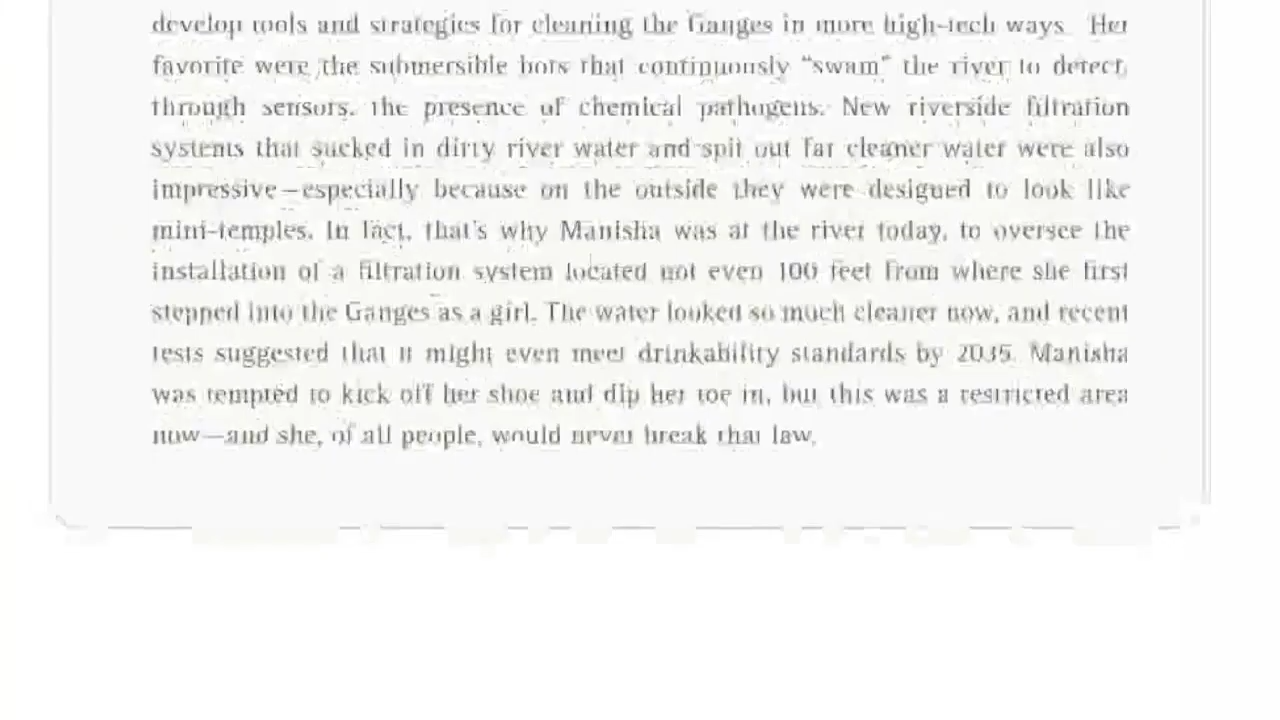 develop tools and strategies for cleaning the Ganges in more high-tech ways. Her
favorite were the submersible bots that continuously “swam” the river to detect,
through sensors, the presence of chemical pathogens. New riverside filtration
systems that sucked in dirty river water and spit out far cleaner water were also
impressive—especially because on the outside they were designed to look like
mini-temples. In fact, that’s why Manisha was at the river today, to oversee the
installation of a filtration system located not even 100 feet from where she first
stepped into the Ganges as a girl. The water looked so much cleaner now, and recent
tests suggested that it might even meet drinkability standards by 2035. Manisha
was tempted to kick off her shoe and dip her toe in, but this was a restricted area
now—and she, of all people, would never break that law.